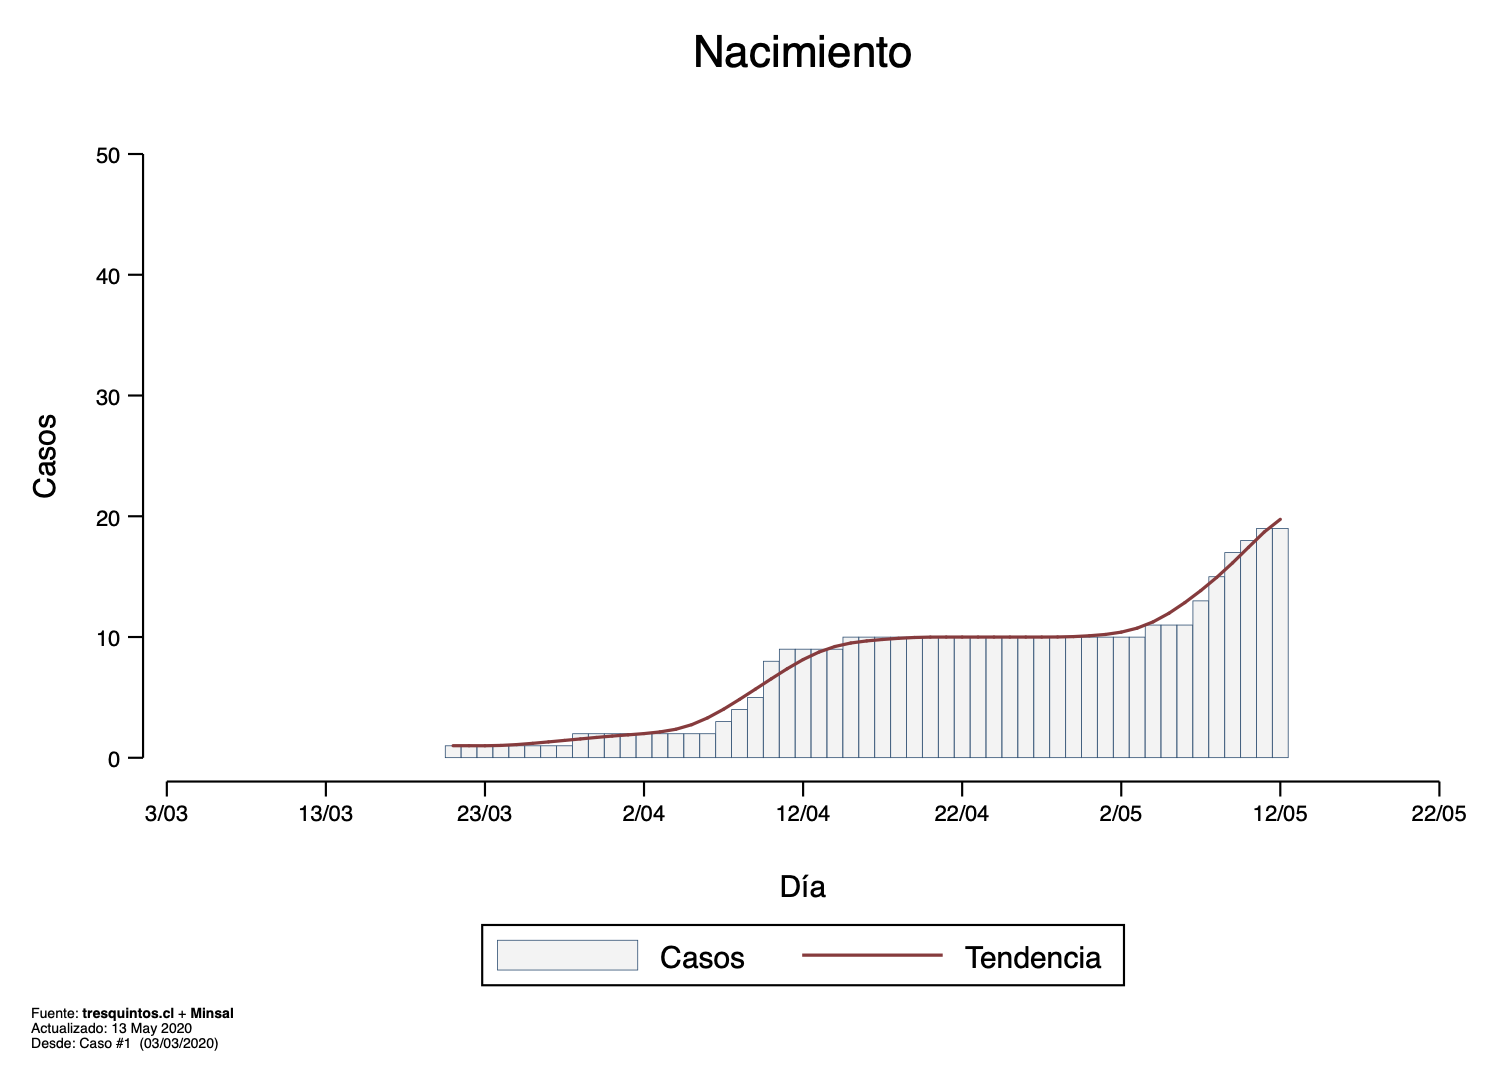 Nacimiento
50
40
30
20
10
0
Casos
3/03 13/03 23/03 2/04 12/04 22/04 2/05 12/05 22/05
Día
Casos Tendencia
Fuente: tresquintos.cl + Minsal
Actualizado: 13 May 2020
Desde: Caso #1 (03/03/2020)